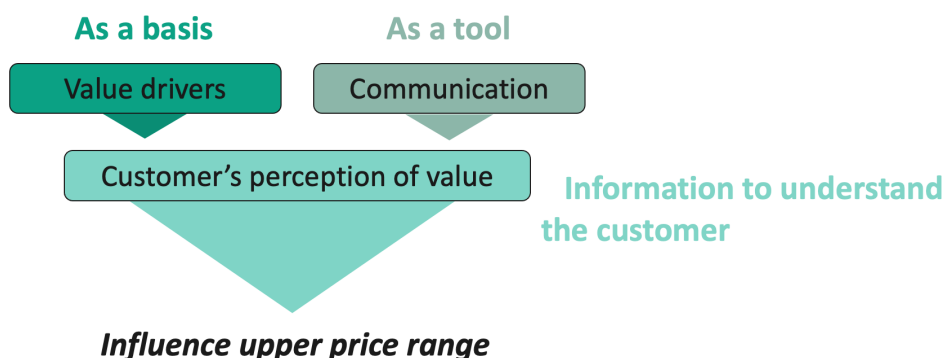 As a basis
As a tool
Value drivers
Communication
Customer’s perception of value
Information to understand
the customer
Influence upper price range